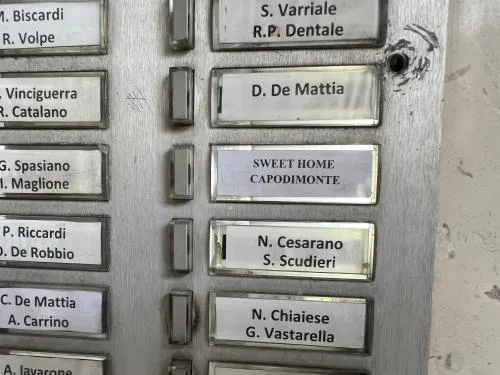 M. Biscardi
R. Volpe
Vinciguerra
R. Catalano
G. Spasiano
M. Maglione
P. Riccardi
D. De Robbio
C. De Mattia
A. Carrino
A. Iavarone
S. Varriale
R.P. Dentale
D. De Mattia
SWEET HOME
CAPODIMONTE
N. Cesarano
S. Scudieri
N. Chiaiese
G. Vastarella